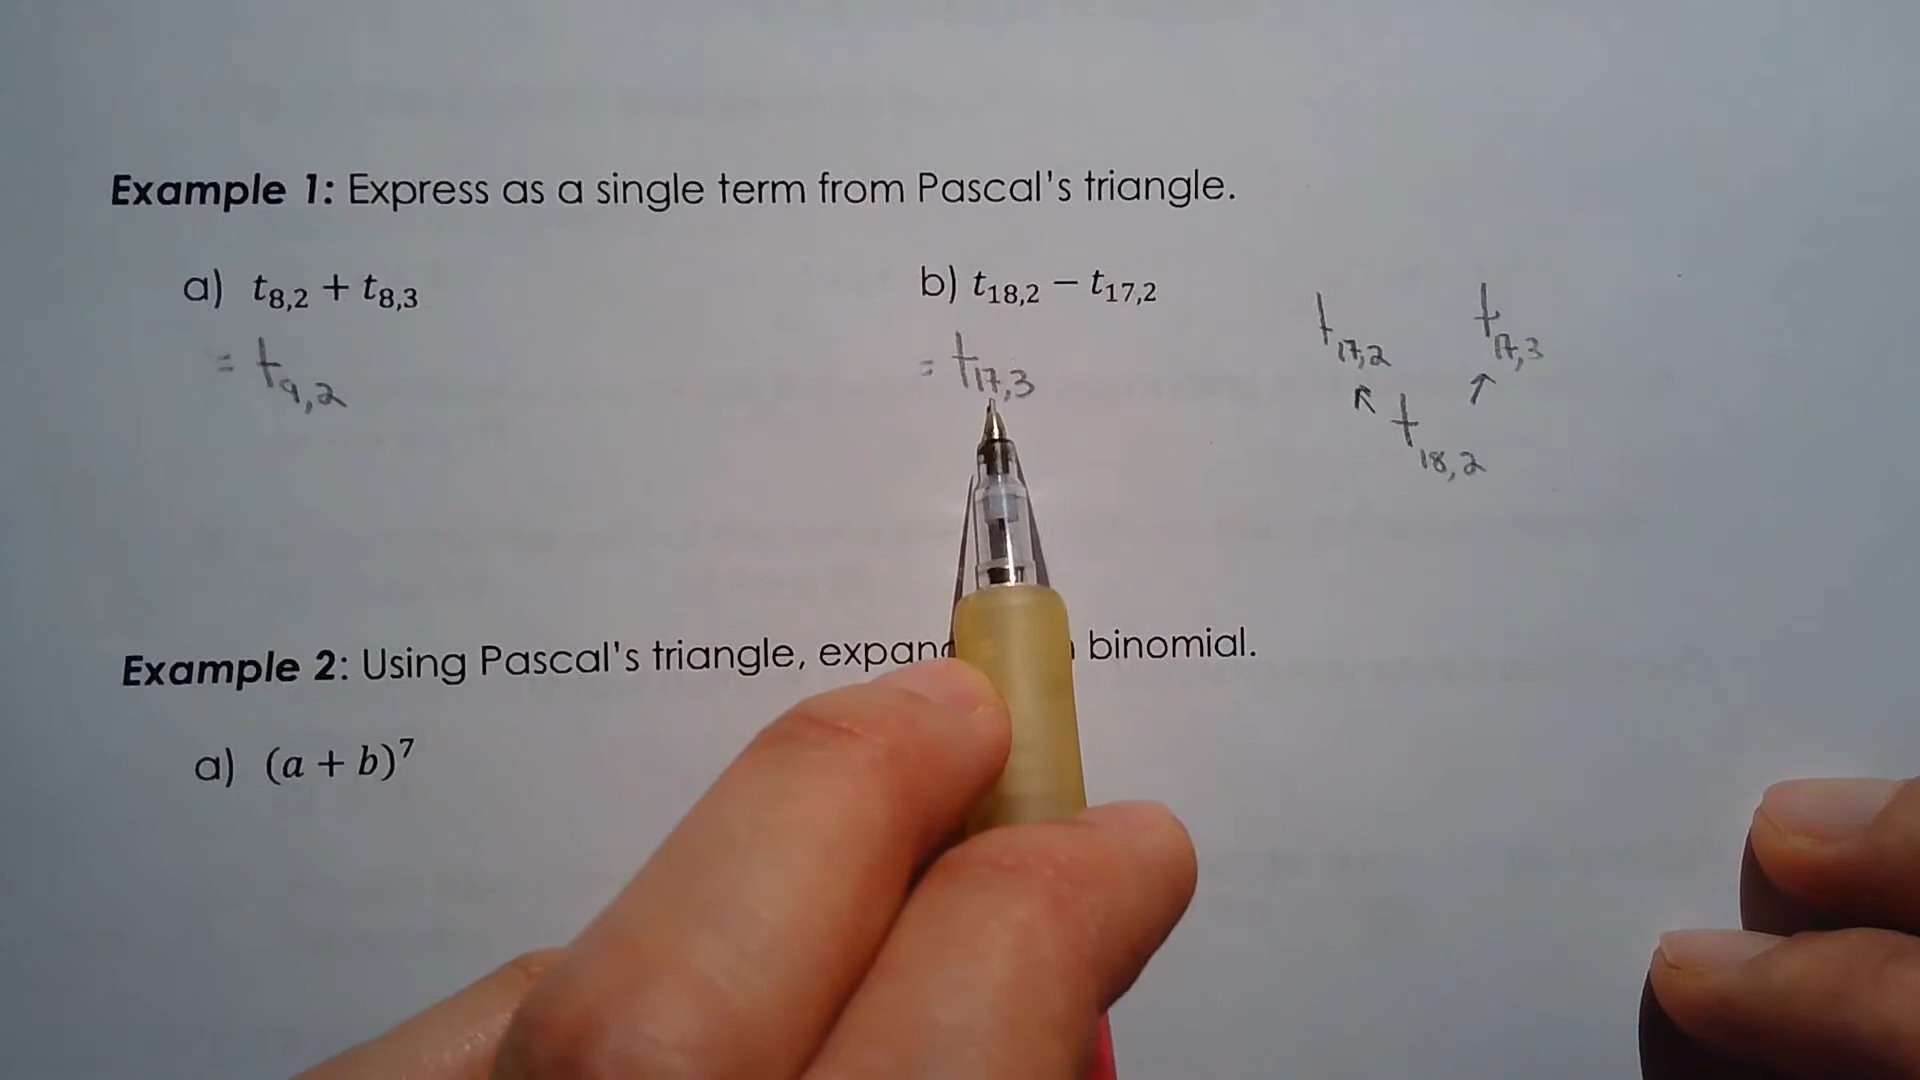 Example 1: Express as a single term from Pascal's triangle.
a) t8,2 + t8,3
b) t18,2 − t17,2
= t9,2
= t17,3
t17,2 t17,3
↖ ↑
t18,2
Example 2: Using Pascal's triangle, binomial.
a) (a + b)⁷